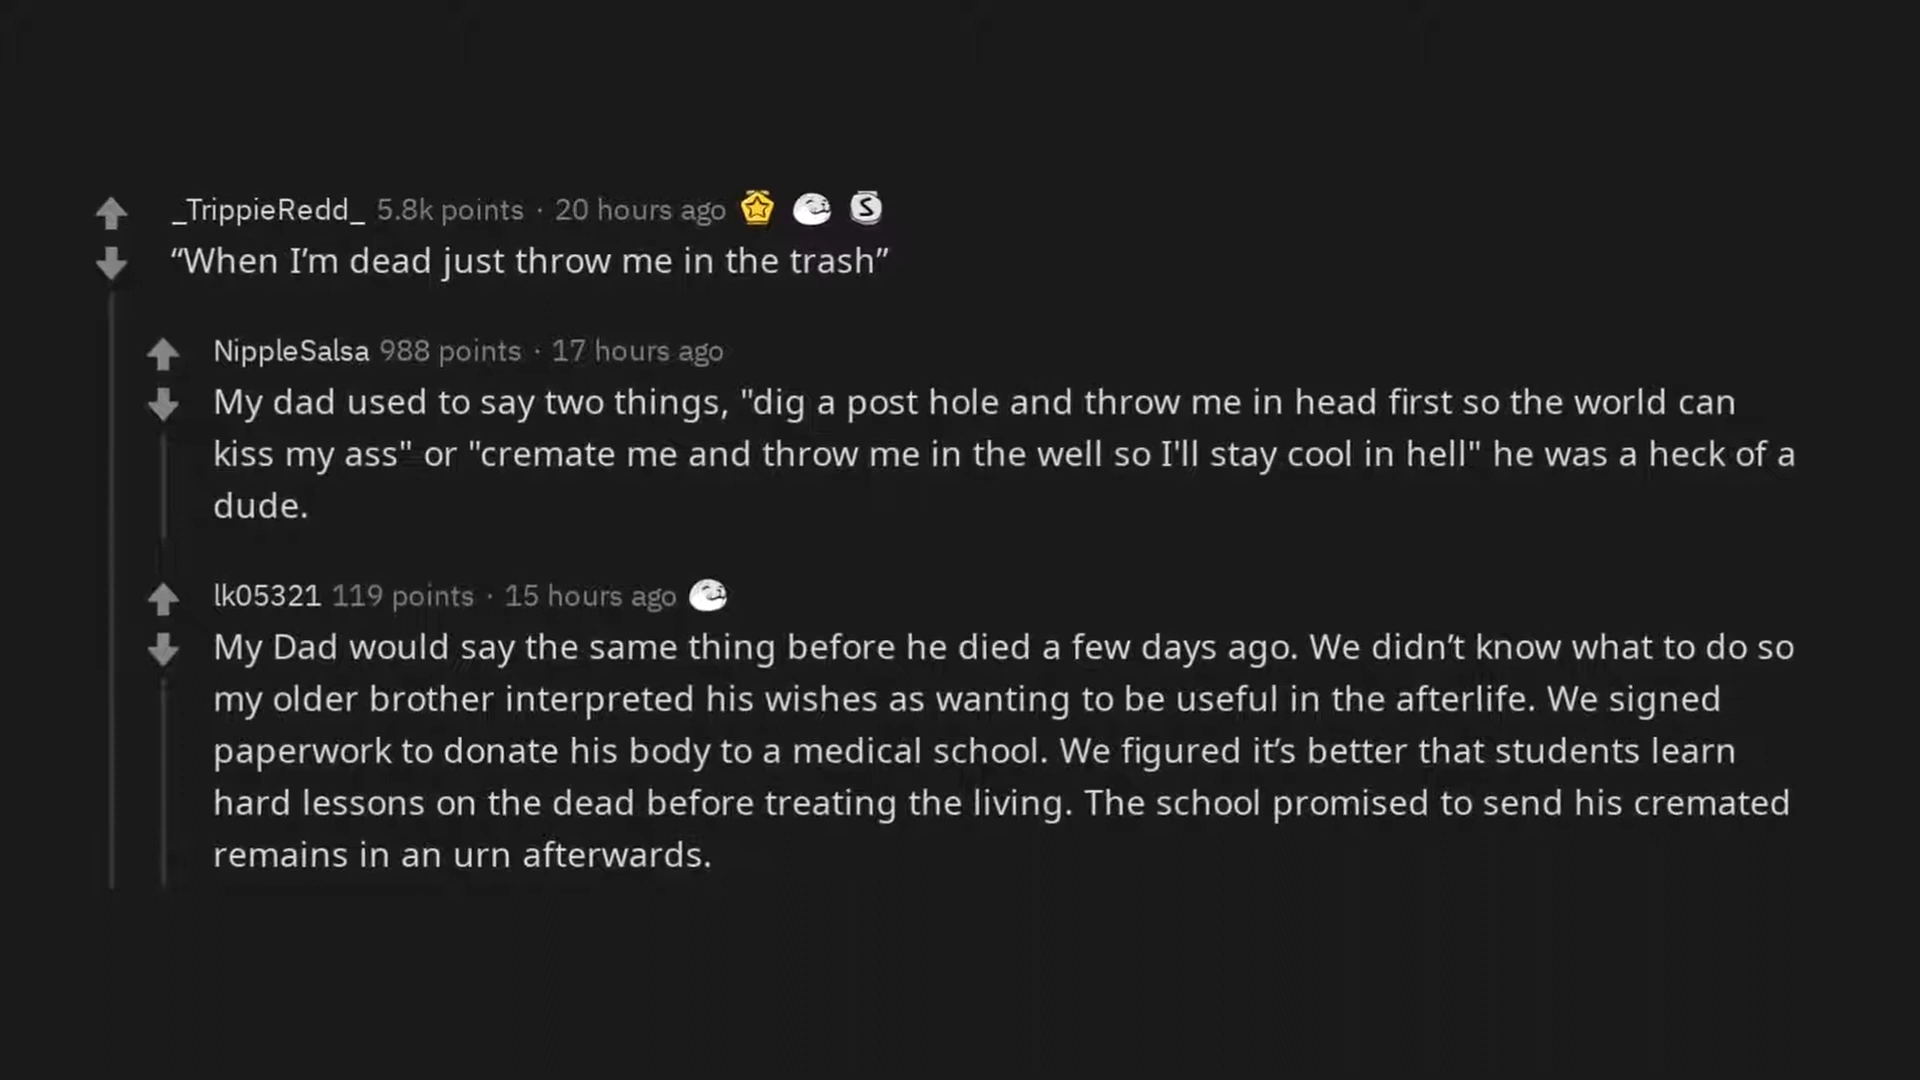 _TrippieRedd_ 5.8k points · 20 hours ago
“When I’m dead just throw me in the trash”
NippleSalsa 988 points · 17 hours ago
My dad used to say two things, "dig a post hole and throw me in head first so the world can
kiss my ass" or "cremate me and throw me in the well so I'll stay cool in hell" he was a heck of a
dude.
lk05321 119 points · 15 hours ago
My Dad would say the same thing before he died a few days ago. We didn’t know what to do so
my older brother interpreted his wishes as wanting to be useful in the afterlife. We signed
paperwork to donate his body to a medical school. We figured it’s better that students learn
hard lessons on the dead before treating the living. The school promised to send his cremated
remains in an urn afterwards.